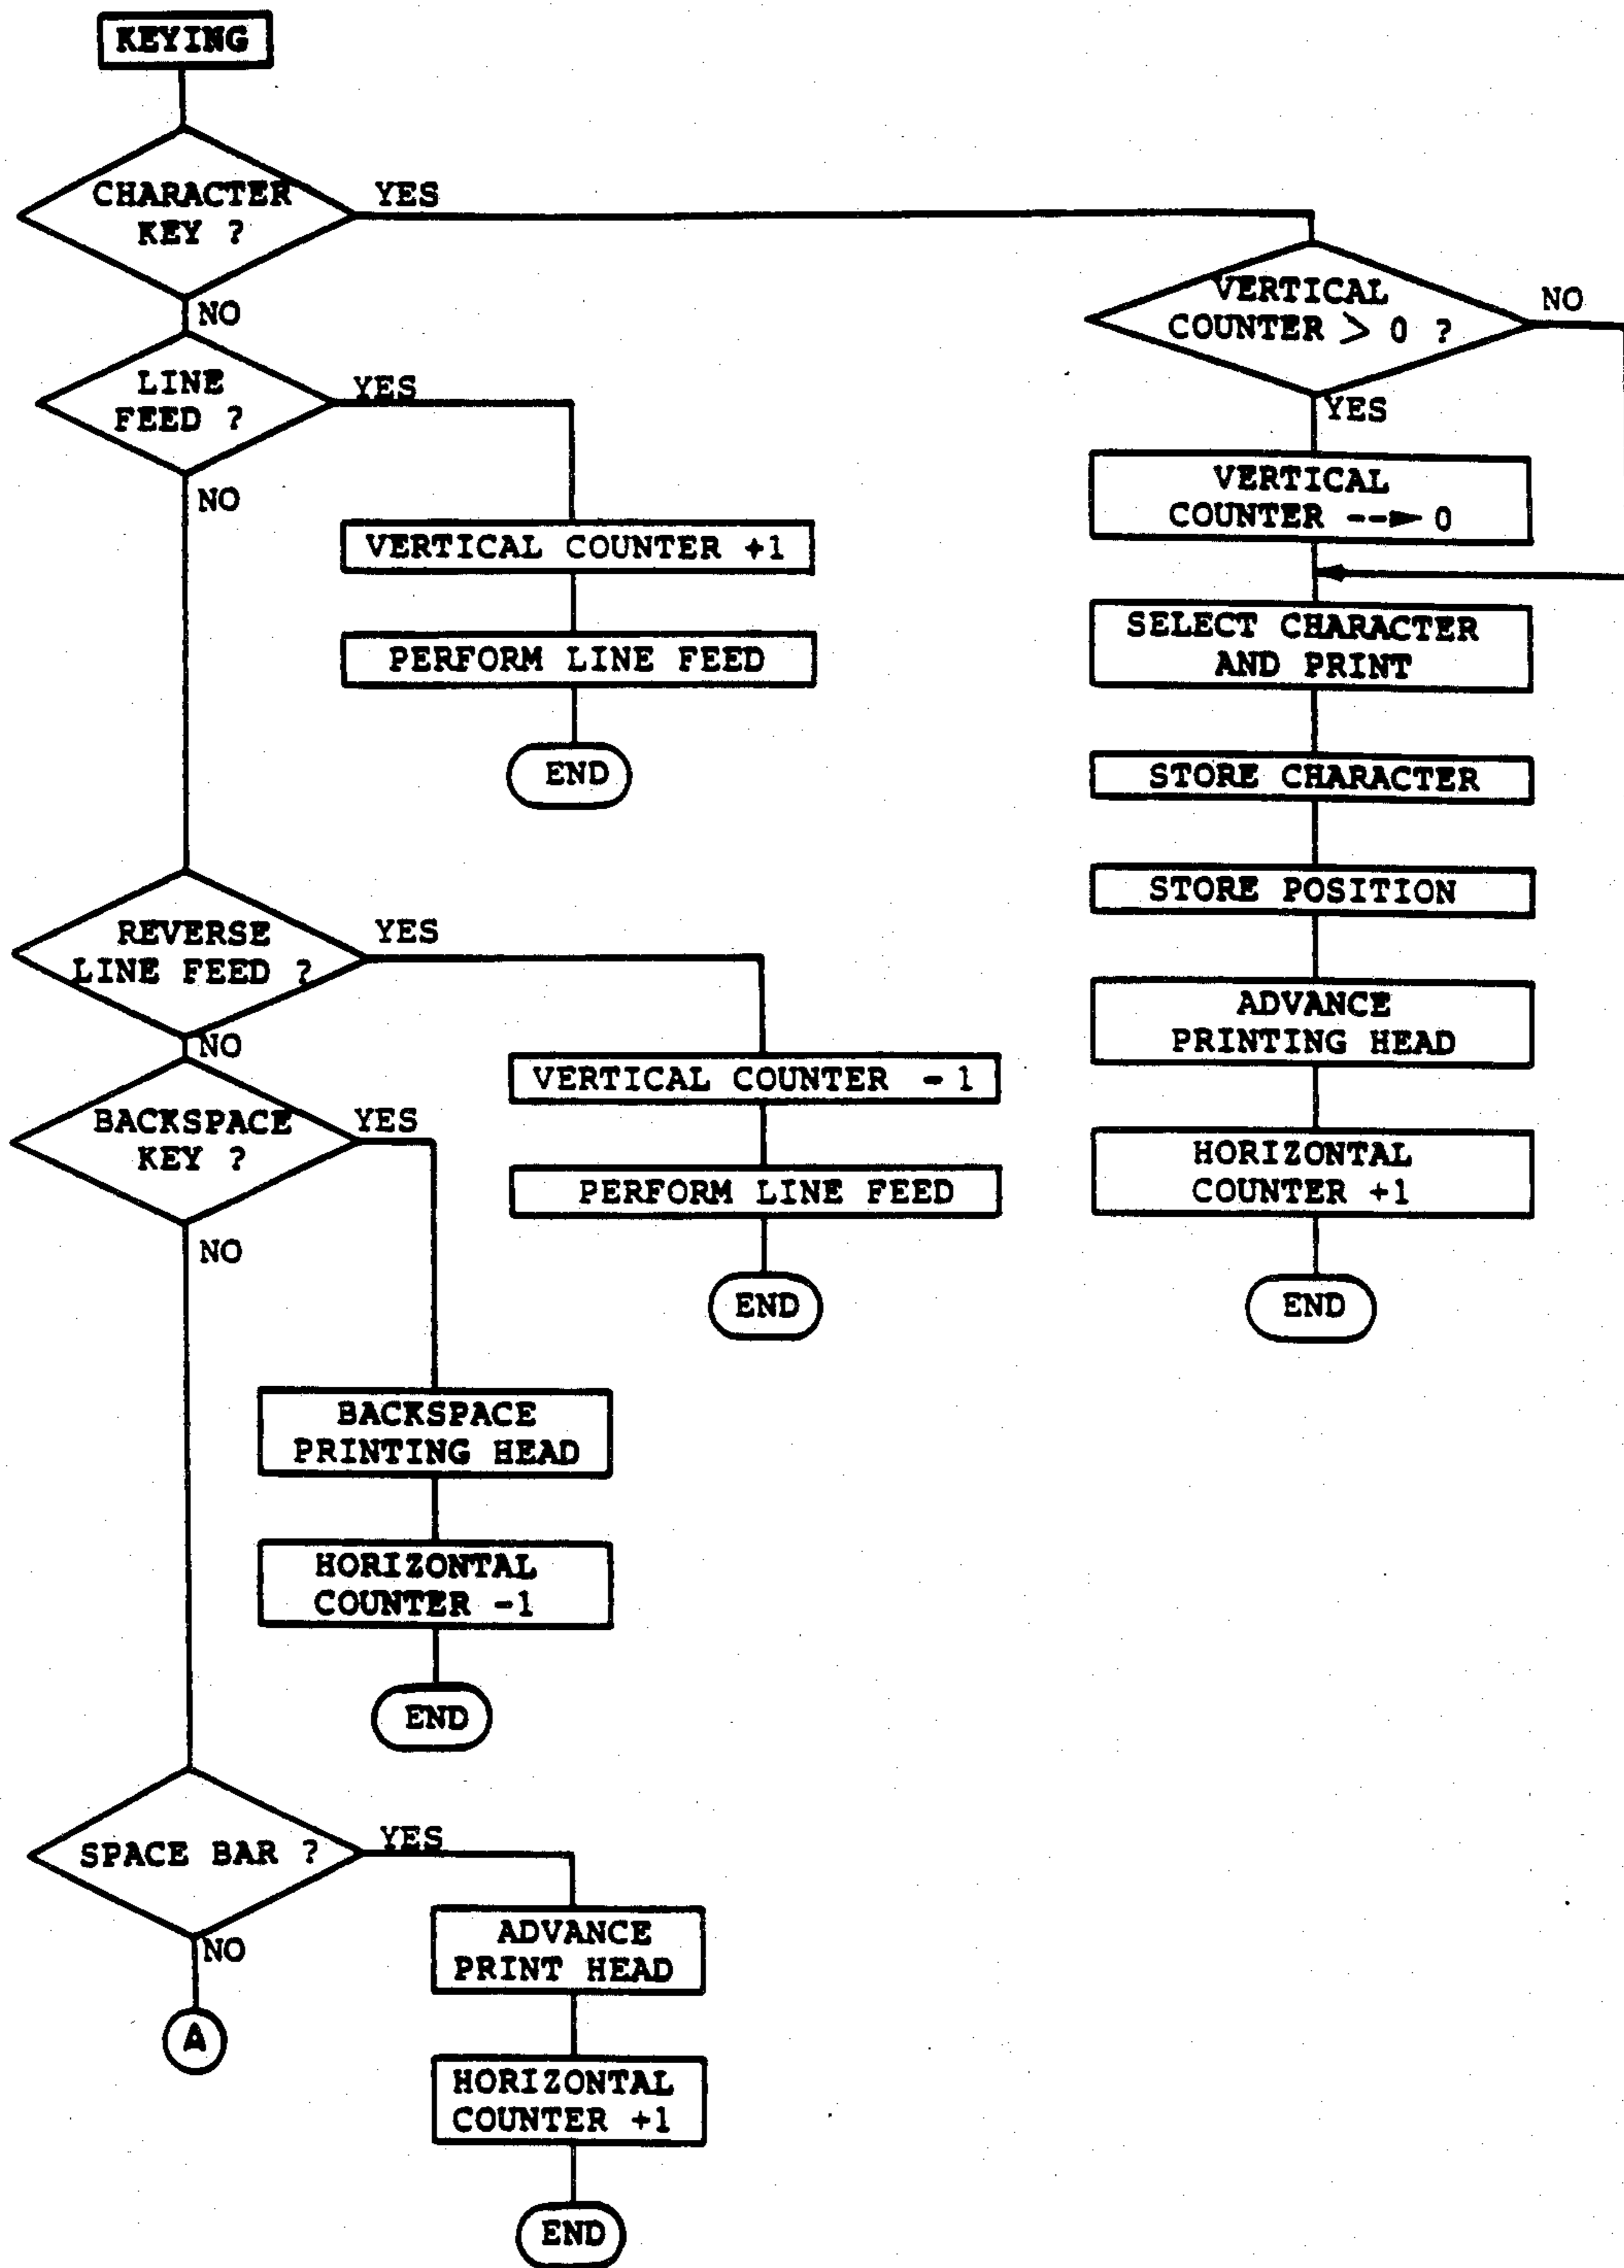 KEYING
CHARACTER
KEY ?
YES
NO
VERTICAL
COUNTER > 0 ?
NO
YES
VERTICAL
COUNTER --► 0
SELECT CHARACTER
AND PRINT
STORE CHARACTER
STORE POSITION
ADVANCE
PRINTING HEAD
HORIZONTAL
COUNTER +1
END
LINE
FEED ?
YES
NO
VERTICAL COUNTER +1
PERFORM LINE FEED
END
REVERSE
LINE FEED ?
YES
NO
VERTICAL COUNTER - 1
PERFORM LINE FEED
END
BACKSPACE
KEY ?
YES
NO
BACKSPACE
PRINTING HEAD
HORIZONTAL
COUNTER -1
END
SPACE BAR ?
YES
NO
A
ADVANCE
PRINT HEAD
HORIZONTAL
COUNTER +1
END